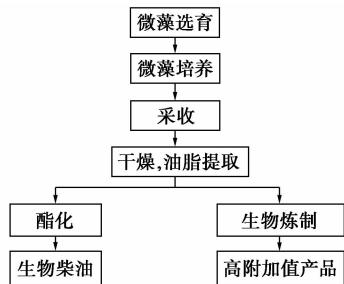 微藻选育
微藻培养
采收
干燥,油脂提取
酯化
生物炼制
生物柴油
高附加值产品